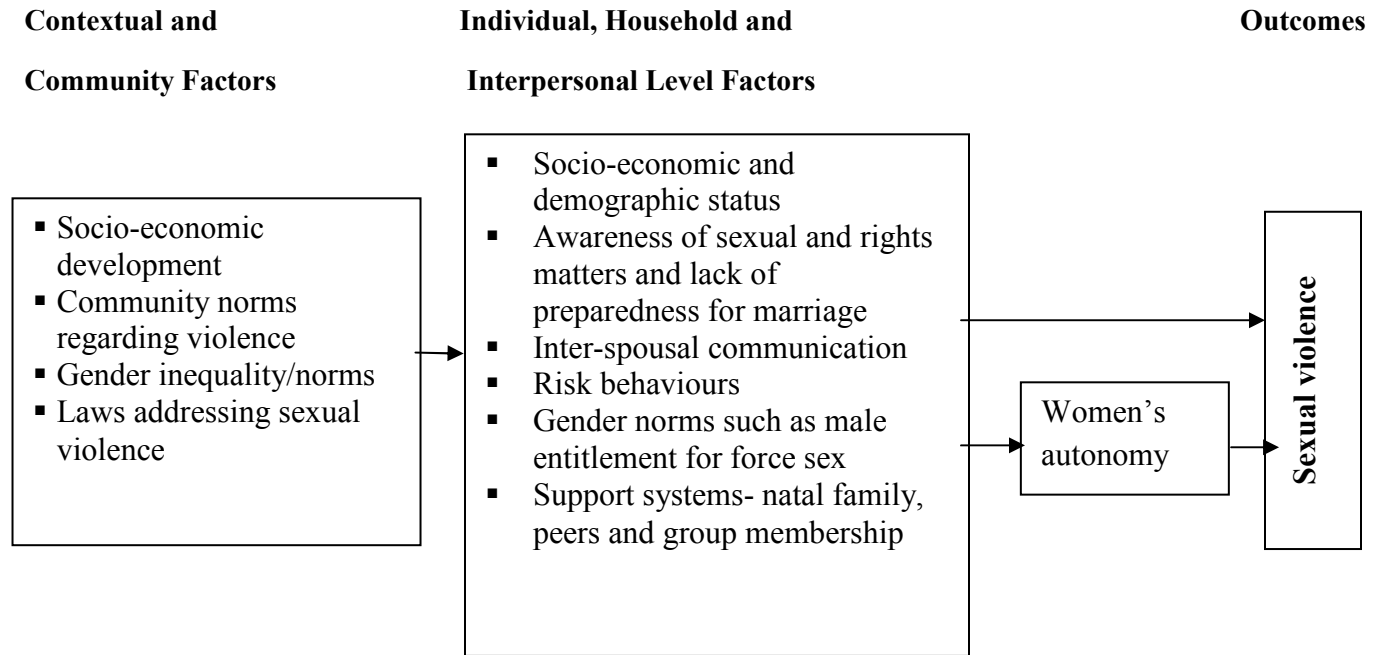 Contextual and
Community Factors
Individual, Household and
Interpersonal Level Factors
Outcomes
▪ Socio-economic
development
▪ Community norms
regarding violence
▪ Gender inequality/norms
▪ Laws addressing sexual
violence
▪ Socio-economic and
demographic status
▪ Awareness of sexual and rights
matters and lack of
preparedness for marriage
▪ Inter-spousal communication
▪ Risk behaviours
▪ Gender norms such as male
entitlement for force sex
▪ Support systems- natal family,
peers and group membership
Women’s
autonomy
Sexual violence